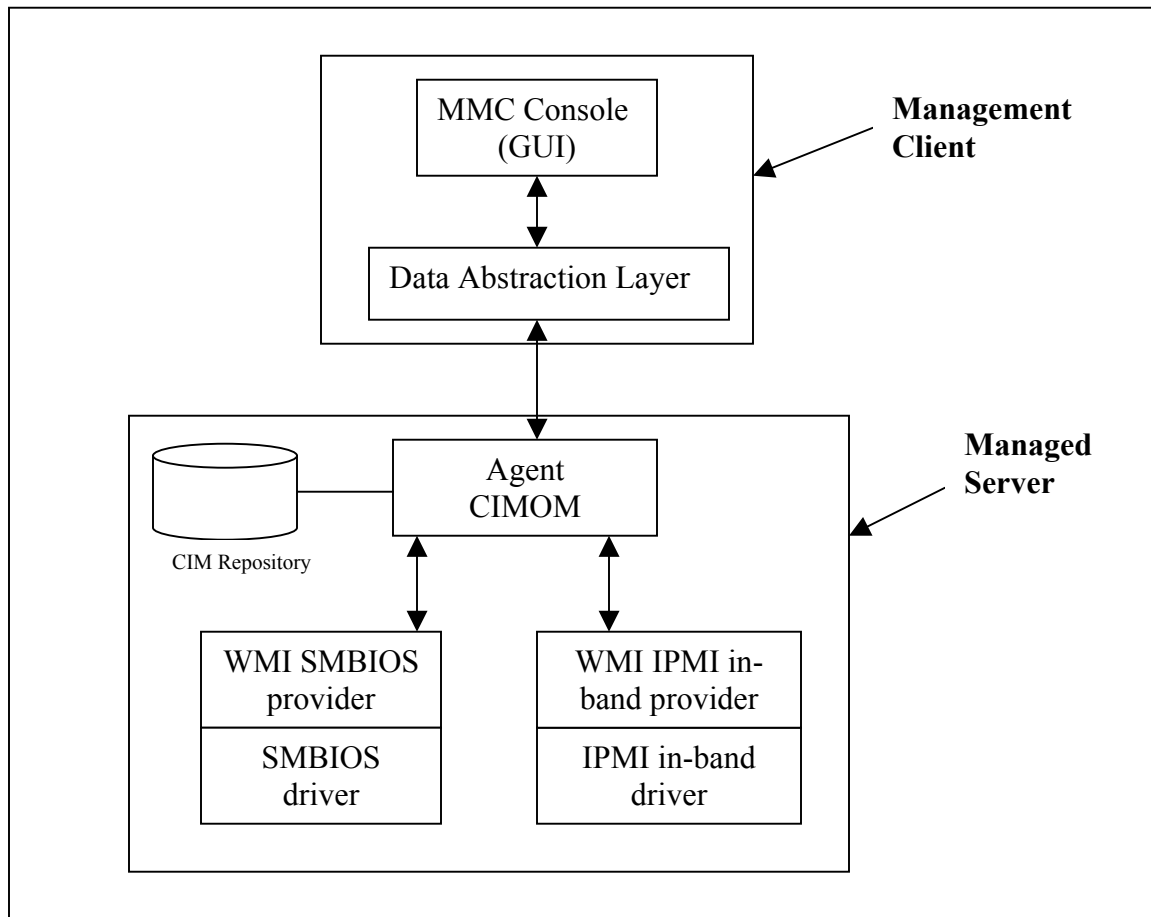 MMC Console
(GUI)
Management
Client
Data Abstraction Layer
Managed
Server
Agent
CIMOM
CIM Repository
WMI SMBIOS
provider
WMI IPMI in-
band provider
SMBIOS
driver
IPMI in-band
driver